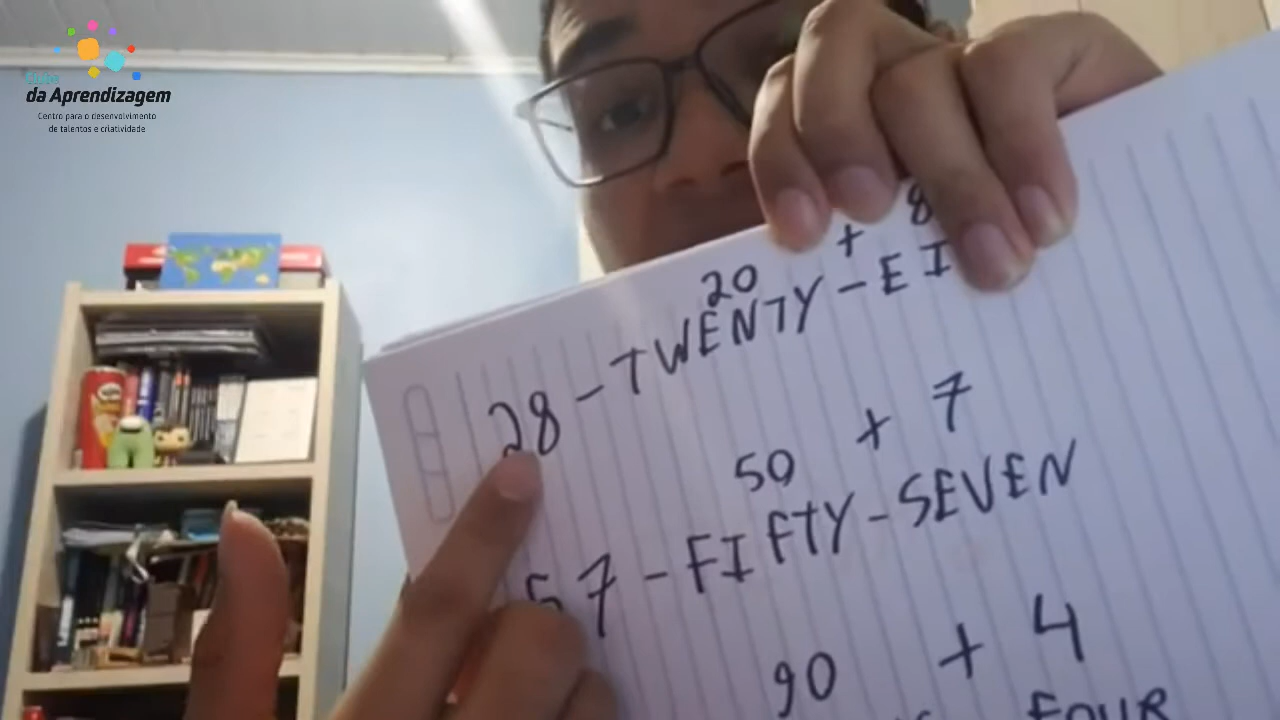 da Aprendizagem
Centro para o desenvolvimento
de talentos e criatividade
20 + 8
28 - TWENTY - EI
50 + 7
57 - FIFTY - SEVEN
90 + 4
FOUR